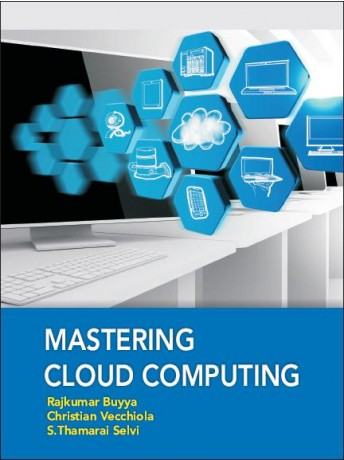 MASTERING
CLOUD COMPUTING
Rajkumar Buyya
Christian Vecchiola
S.Thamarai Selvi